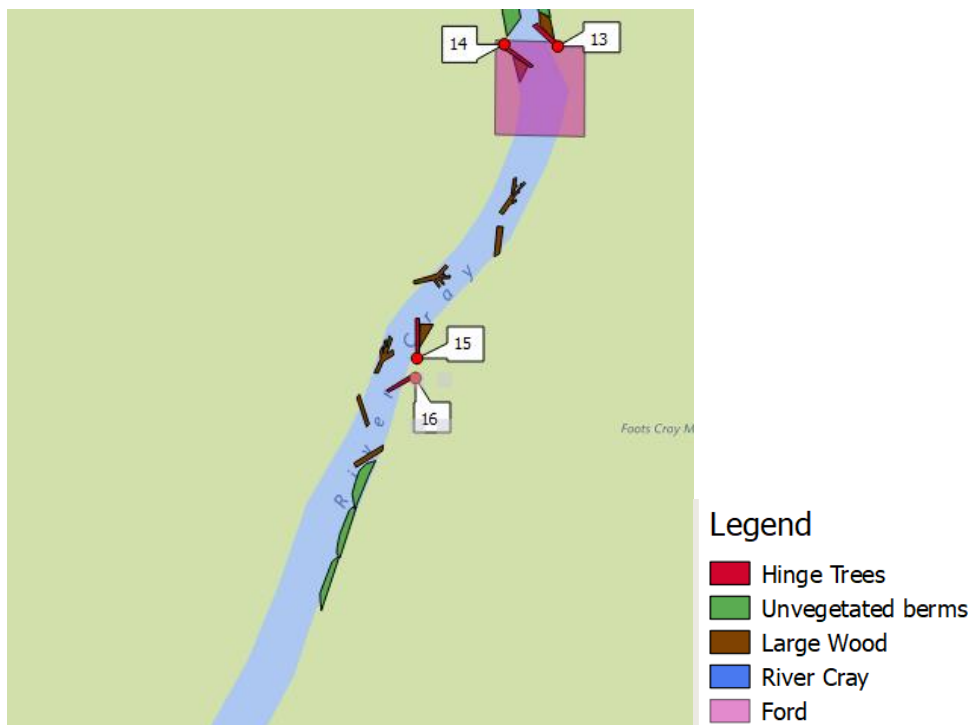 14
13
River Cray
15
16
Foots Cray M
Legend
Hinge Trees
Unvegetated berms
Large Wood
River Cray
Ford